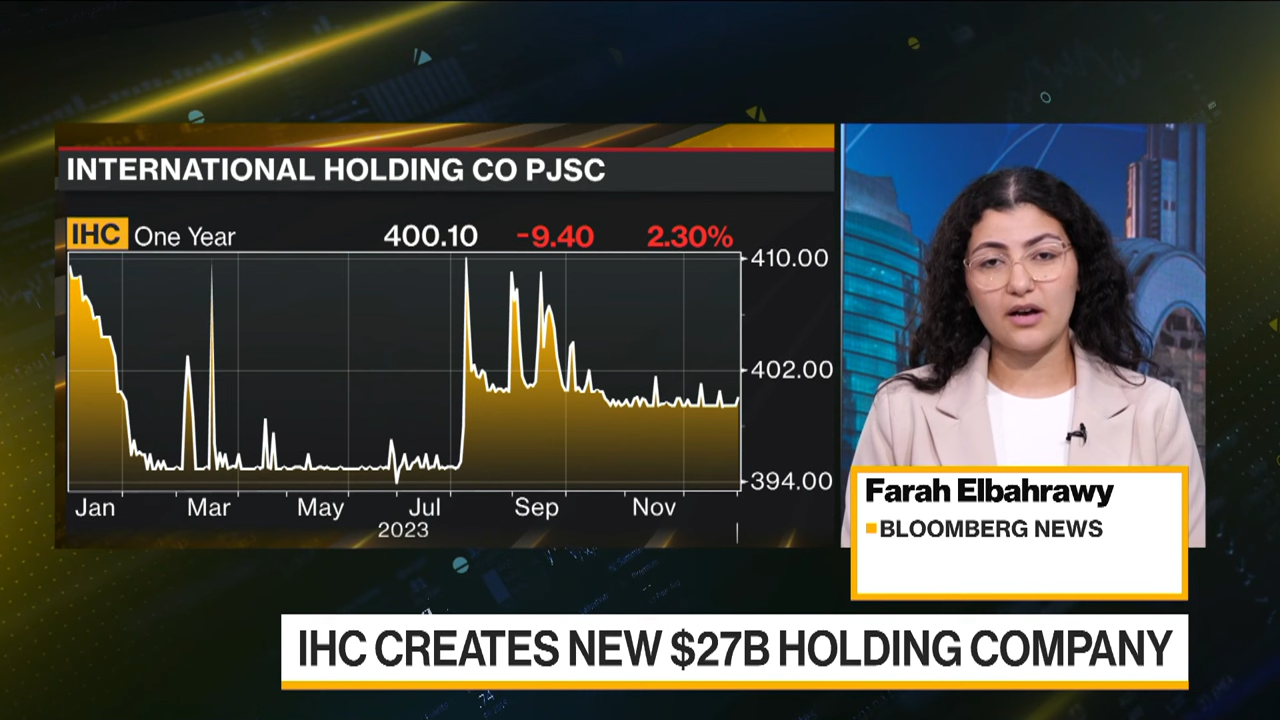 INTERNATIONAL HOLDING CO PJSC
IHC One Year 400.10 -9.40 2.30%
410.00
402.00
394.00
Jan Mar May Jul Sep Nov
2023
Farah Elbahrawy
BLOOMBERG NEWS
IHC CREATES NEW $27B HOLDING COMPANY